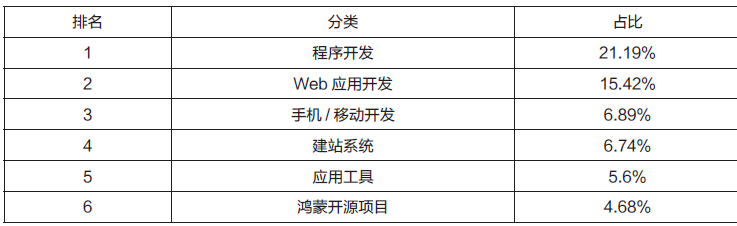 排名 分类 占比
1 程序开发 21.19%
2 Web 应用开发 15.42%
3 手机 / 移动开发 6.89%
4 建站系统 6.74%
5 应用工具 5.6%
6 鸿蒙开源项目 4.68%